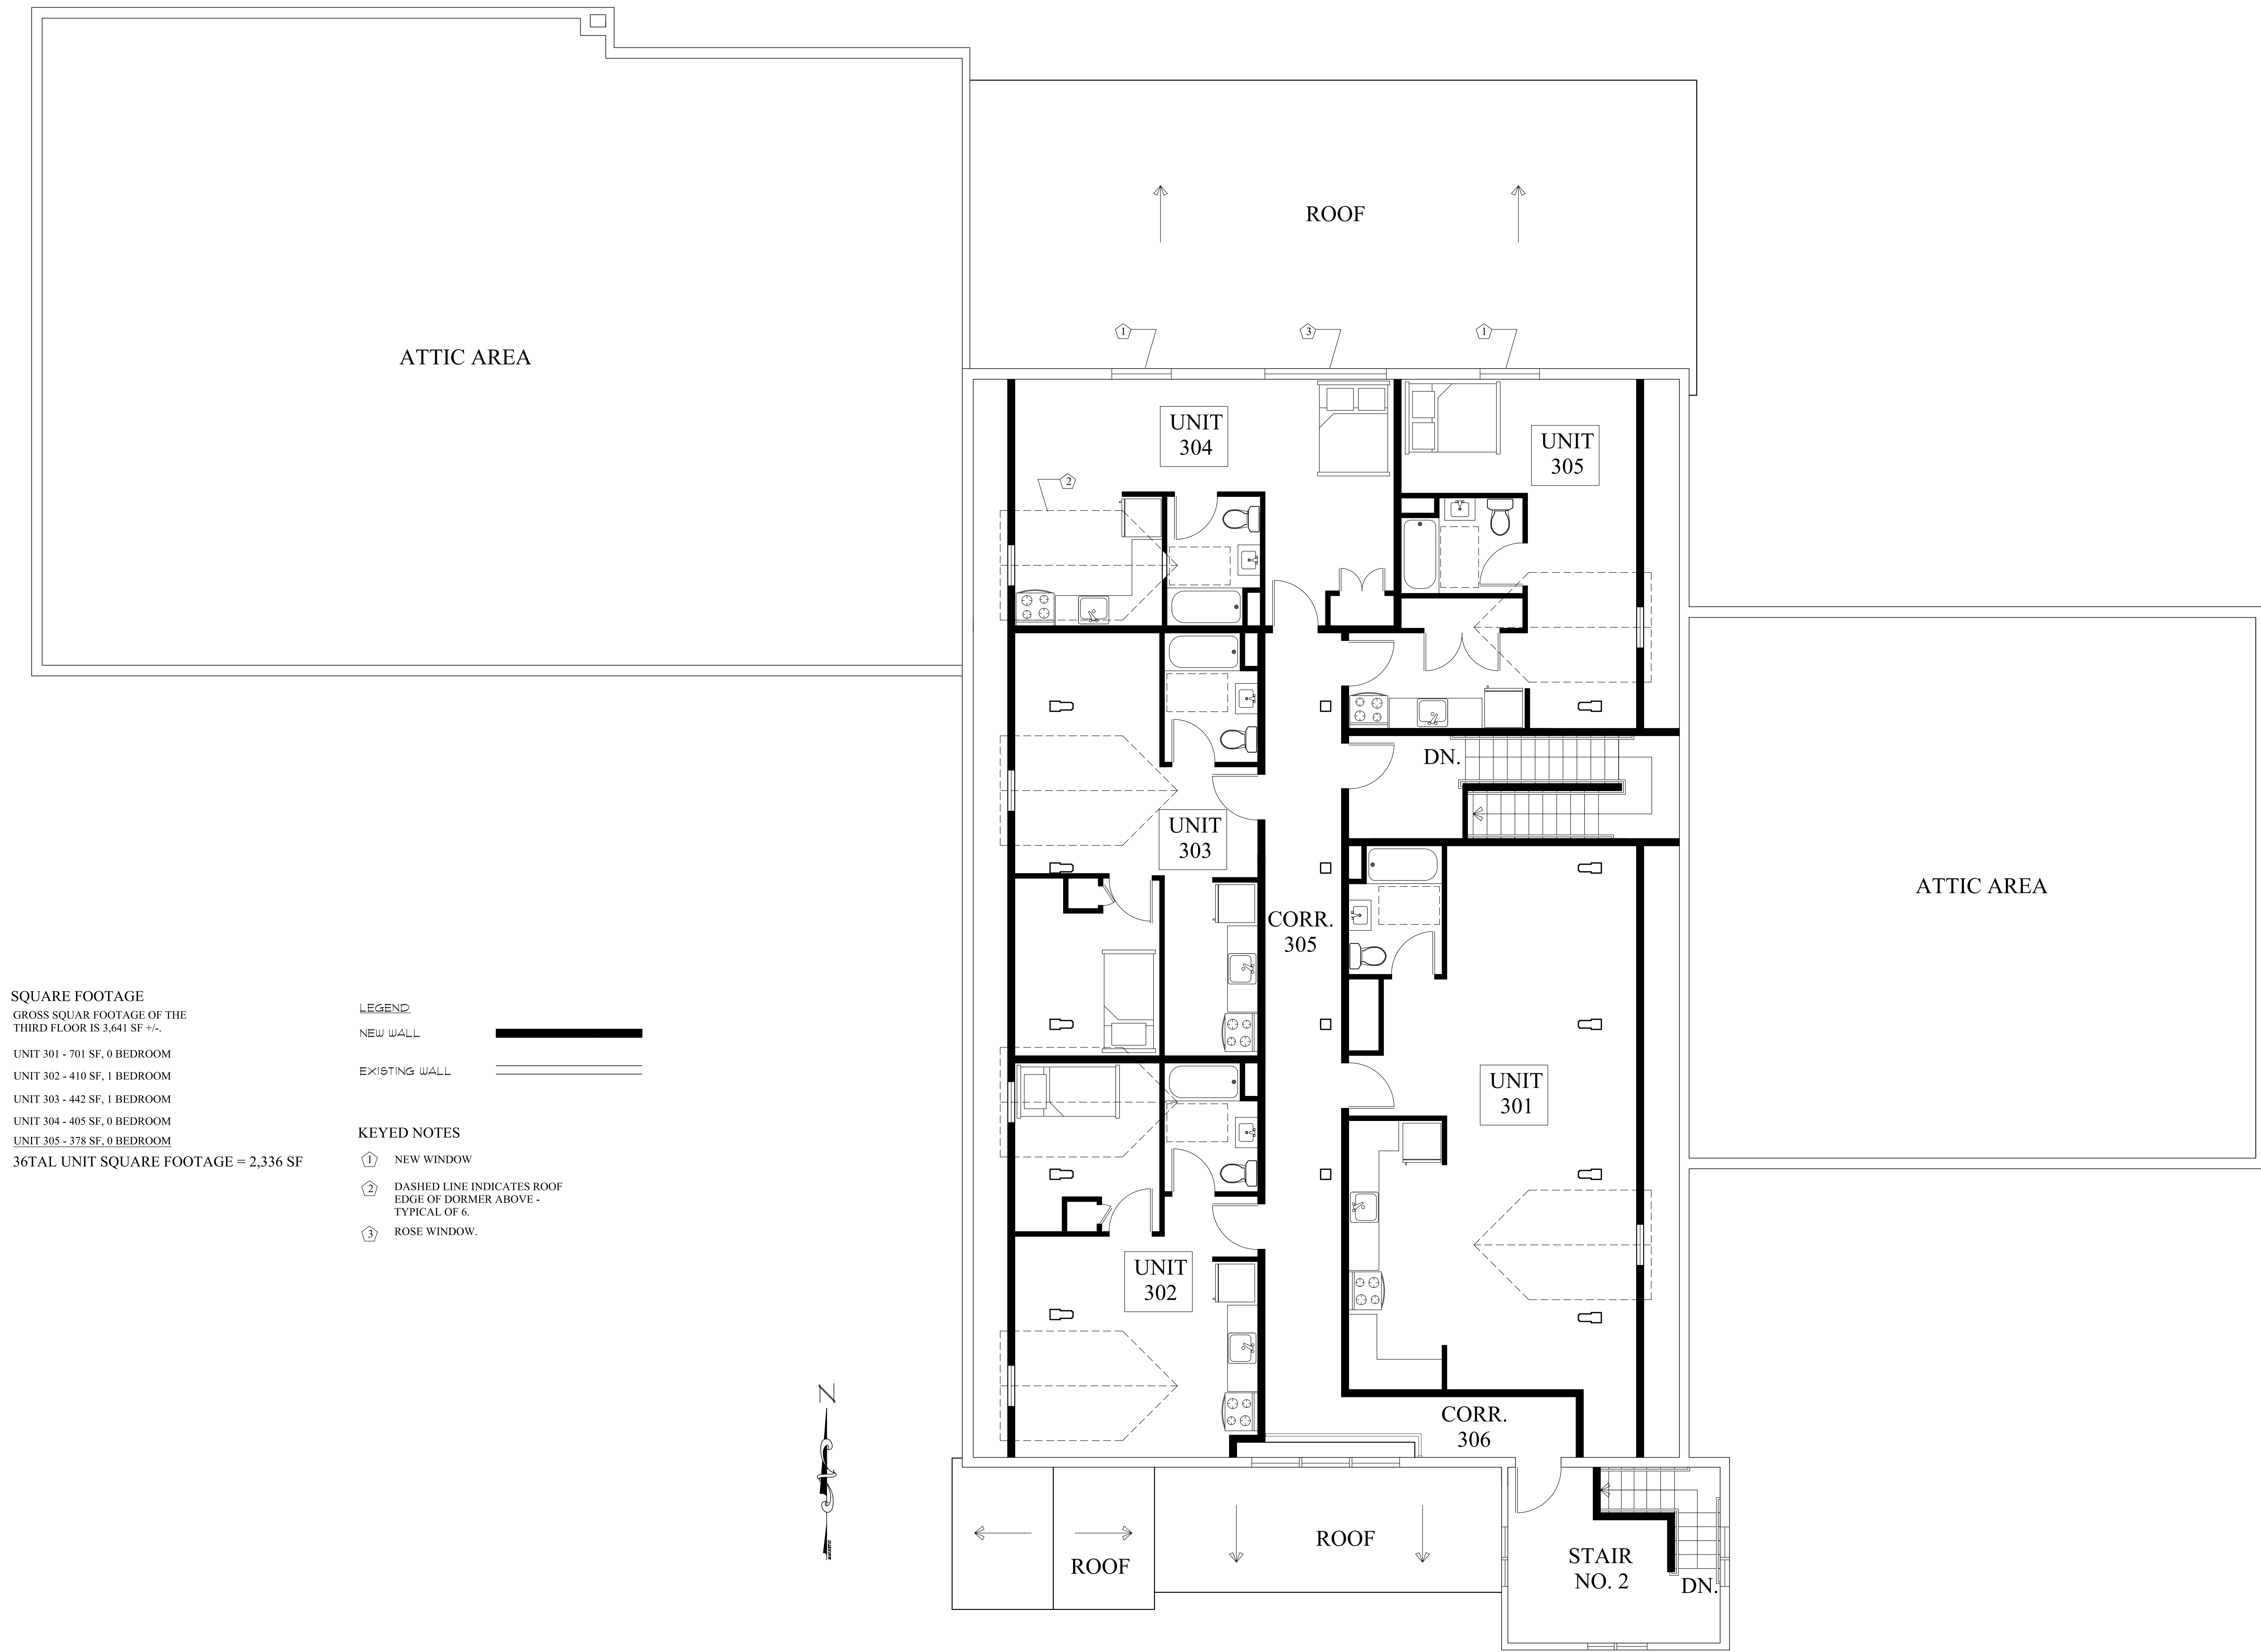 ROOF
ATTIC AREA
1
3
1
UNIT
304
UNIT
305
2
DN.
UNIT
303
CORR.
305
ATTIC AREA
SQUARE FOOTAGE
GROSS SQUAR FOOTAGE OF THE
THIRD FLOOR IS 3,641 SF +/-.
UNIT 301 - 701 SF, 0 BEDROOM
UNIT 302 - 410 SF, 1 BEDROOM
UNIT 303 - 442 SF, 1 BEDROOM
UNIT 304 - 405 SF, 0 BEDROOM
UNIT 305 - 378 SF, 0 BEDROOM
36TAL UNIT SQUARE FOOTAGE = 2,336 SF
LEGEND
NEW WALL
EXISTING WALL
KEYED NOTES
1 NEW WINDOW
2 DASHED LINE INDICATES ROOF
EDGE OF DORMER ABOVE -
TYPICAL OF 6.
3 ROSE WINDOW.
UNIT
301
UNIT
302
N
CORR.
306
ROOF
ROOF
STAIR
NO. 2
DN.